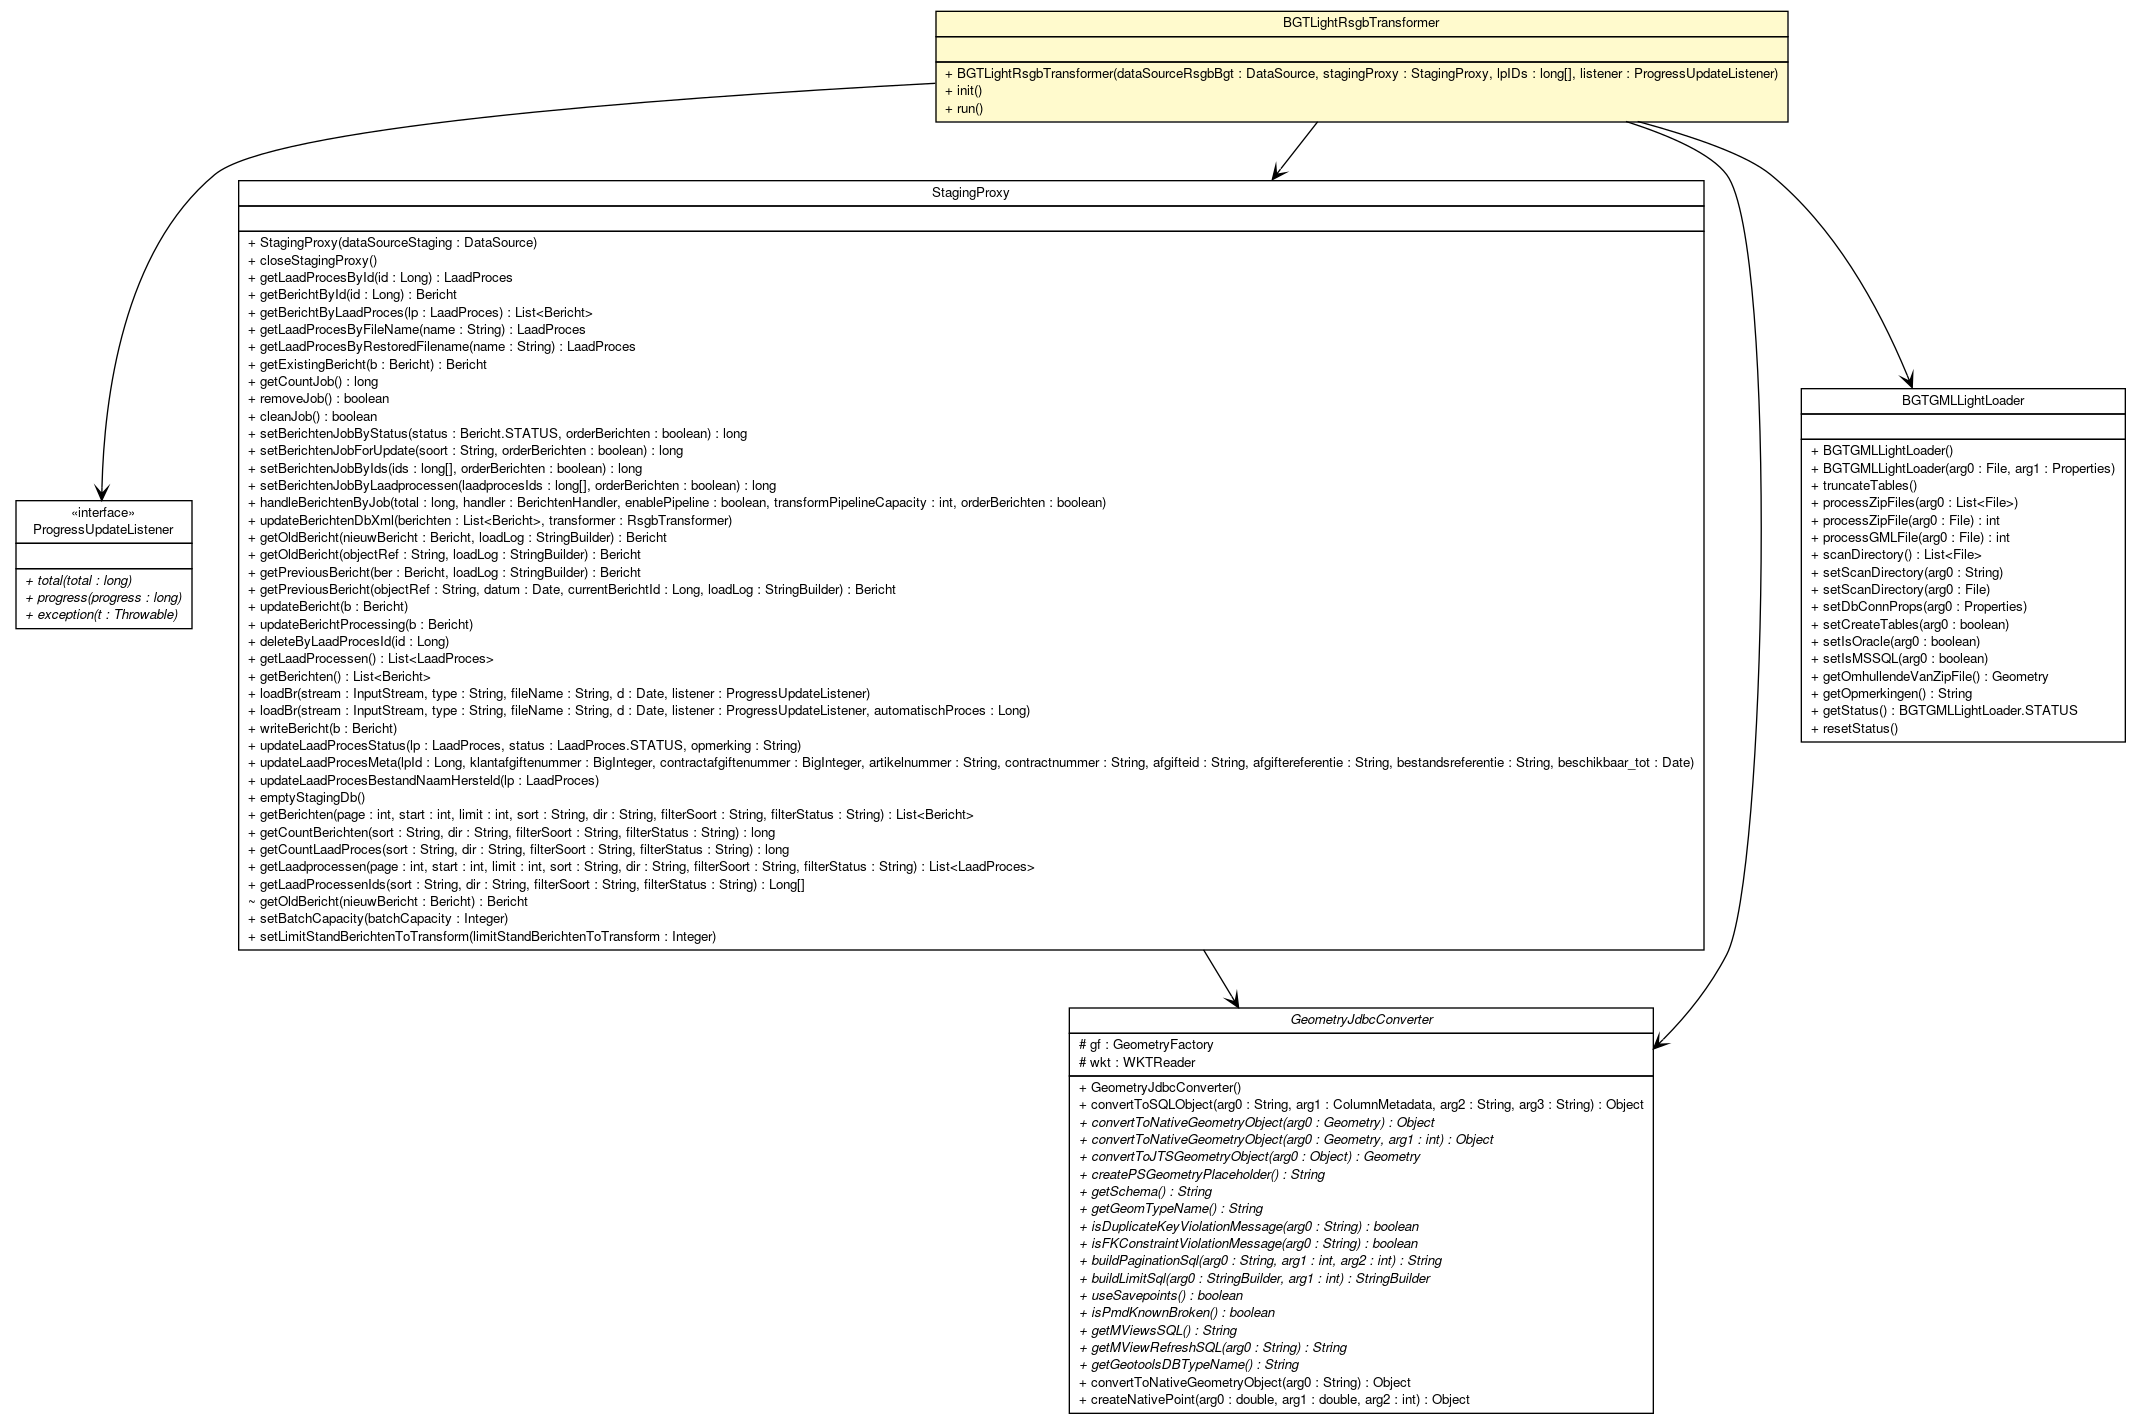 BGTLightRsgbTransformer
+ BGTLightRsgbTransformer(dataSourceRsgbBgt : DataSource, stagingProxy : StagingProxy, lpIDs : long[], listener : ProgressUpdateListener)
+ init()
+ run()
StagingProxy
+ StagingProxy(dataSourceStaging : DataSource)
+ closeStagingProxy()
+ getLaadProcesById(id : Long) : LaadProces
+ getBerichtById(id : Long) : Bericht
+ getBerichtByLaadProces(lp : LaadProces) : List<Bericht>
+ getLaadProcesByFileName(name : String) : LaadProces
+ getLaadProcesByRestoredFilename(name : String) : LaadProces
+ getExistingBericht(b : Bericht) : Bericht
+ getCountJob() : long
+ removeJob() : boolean
+ cleanJob() : boolean
+ setBerichtenJobByStatus(status : Bericht.STATUS, orderBerichten : boolean) : long
+ setBerichtenJobForUpdate(soort : String, orderBerichten : boolean) : long
+ setBerichtenJobByIds(ids : long[], orderBerichten : boolean) : long
+ setBerichtenJobByLaadprocessen(laadprocesIds : long[], orderBerichten : boolean) : long
+ handleBerichtenByJob(total : long, handler : BerichtenHandler, enablePipeline : boolean, transformPipelineCapacity : int, orderBerichten : boolean)
+ updateBerichtenDbXml(berichten : List<Bericht>, transformer : RsgbTransformer)
+ getOldBericht(nieuwBericht : Bericht, loadLog : StringBuilder) : Bericht
+ getOldBericht(objectRef : String, loadLog : StringBuilder) : Bericht
+ getPreviousBericht(ber : Bericht, loadLog : StringBuilder) : Bericht
+ getPreviousBericht(objectRef : String, datum : Date, currentBerichtId : Long, loadLog : StringBuilder) : Bericht
+ updateBericht(b : Bericht)
+ updateBerichtProcessing(b : Bericht)
+ deleteByLaadProcesId(id : Long)
+ getLaadProcessen() : List<LaadProces>
+ getBerichten() : List<Bericht>
+ loadBr(stream : InputStream, type : String, fileName : String, d : Date, listener : ProgressUpdateListener)
+ loadBr(stream : InputStream, type : String, fileName : String, d : Date, listener : ProgressUpdateListener, automatischProces : Long)
+ writeBericht(b : Bericht)
+ updateLaadProcesStatus(lp : LaadProces, status : LaadProces.STATUS, opmerking : String)
+ updateLaadProcesMeta(lpId : Long, klantafgiftenummer : BigInteger, contractafgiftenummer : BigInteger, artikelnummer : String, contractnummer : String, afgifteid : String, afgiftereferentie : String, bestandsreferentie : String, beschikbaar_tot : Date)
+ updateLaadProcesBestandNaamHersteld(lp : LaadProces)
+ emptyStagingDb()
+ getBerichten(page : int, start : int, limit : int, sort : String, dir : String, filterSoort : String, filterStatus : String) : List<Bericht>
+ getCountBerichten(sort : String, dir : String, filterSoort : String, filterStatus : String) : long
+ getCountLaadProces(sort : String, dir : String, filterSoort : String, filterStatus : String) : long
+ getLaadprocessen(page : int, start : int, limit : int, sort : String, dir : String, filterSoort : String, filterStatus : String) : List<LaadProces>
+ getLaadProcessenIds(sort : String, dir : String, filterSoort : String, filterStatus : String) : Long[]
~ getOldBericht(nieuwBericht : Bericht) : Bericht
+ setBatchCapacity(batchCapacity : Integer)
+ setLimitStandBerichtenToTransform(limitStandBerichtenToTransform : Integer)
BGTGMLLightLoader
+ BGTGMLLightLoader()
+ BGTGMLLightLoader(arg0 : File, arg1 : Properties)
+ truncateTables()
+ processZipFiles(arg0 : List<File>)
+ processZipFile(arg0 : File) : int
+ processGMLFile(arg0 : File) : int
+ scanDirectory() : List<File>
+ setScanDirectory(arg0 : String)
+ setScanDirectory(arg0 : File)
+ setDbConnProps(arg0 : Properties)
+ setCreateTables(arg0 : boolean)
+ setIsOracle(arg0 : boolean)
+ setIsMSSQL(arg0 : boolean)
+ getOmhullendeVanZipFile() : Geometry
+ getOpmerkingen() : String
+ getStatus() : BGTGMLLightLoader.STATUS
+ resetStatus()
«interface»
ProgressUpdateListener
+ total(total : long)
+ progress(progress : long)
+ exception(t : Throwable)
GeometryJdbcConverter
# gf : GeometryFactory
# wkt : WKTReader
+ GeometryJdbcConverter()
+ convertToSQLObject(arg0 : String, arg1 : ColumnMetadata, arg2 : String, arg3 : String) : Object
+ convertToNativeGeometryObject(arg0 : Geometry) : Object
+ convertToNativeGeometryObject(arg0 : Geometry, arg1 : int) : Object
+ convertToJTSGeometryObject(arg0 : Object) : Geometry
+ createPSGeometryPlaceholder() : String
+ getSchema() : String
+ getGeomTypeName() : String
+ isDuplicateKeyViolationMessage(arg0 : String) : boolean
+ isFKConstraintViolationMessage(arg0 : String) : boolean
+ buildPaginationSql(arg0 : String, arg1 : int, arg2 : int) : String
+ buildLimitSql(arg0 : StringBuilder, arg1 : int) : StringBuilder
+ useSavepoints() : boolean
+ isPmdKnownBroken() : boolean
+ getMViewsSQL() : String
+ getMViewRefreshSQL(arg0 : String) : String
+ getGeotoolsDBTypeName() : String
+ convertToNativeGeometryObject(arg0 : String) : Object
+ createNativePoint(arg0 : double, arg1 : double, arg2 : int) : Object